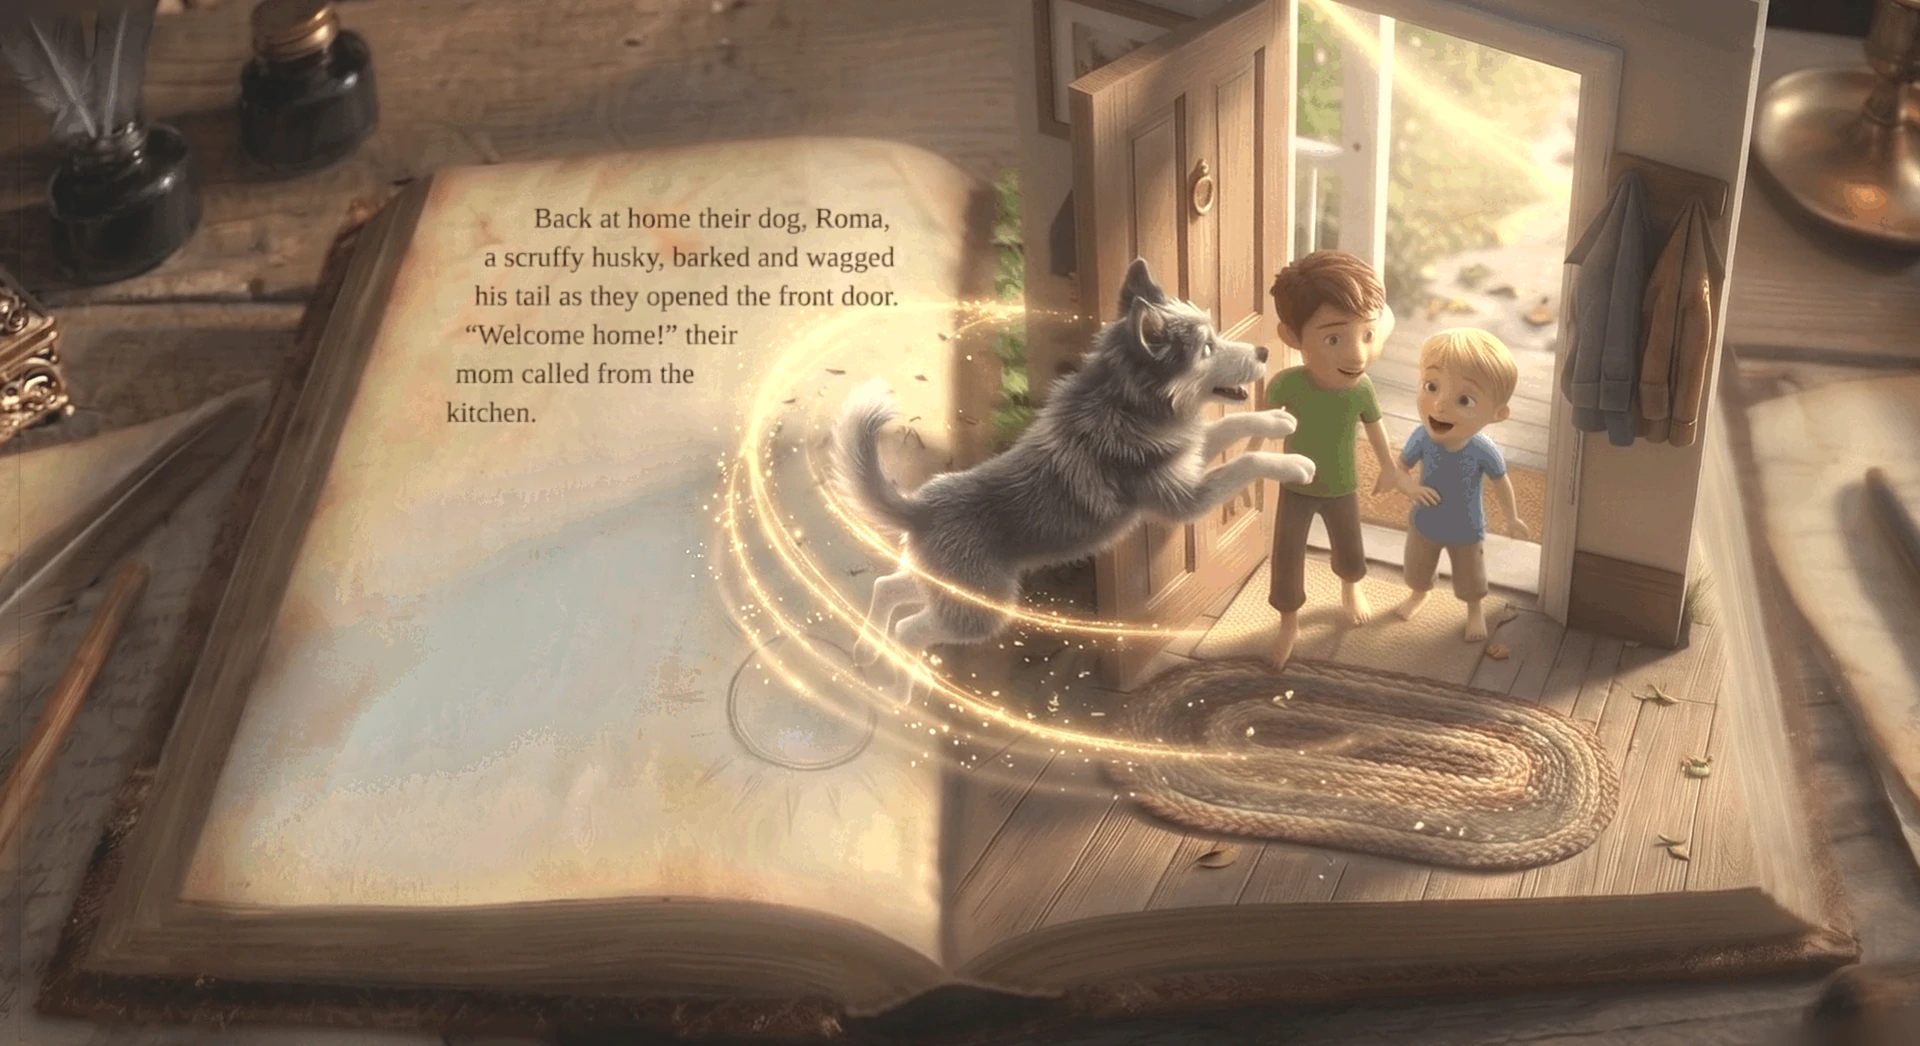 Back at home their dog, Roma,
a scruffy husky, barked and wagged
his tail as they opened the front door.
“Welcome home!” their
mom called from the
kitchen.